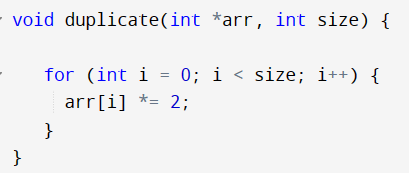 void duplicate(int *arr, int size) {
for (int i = 0; i < size; i++) {
arr[i] *= 2;
}
}